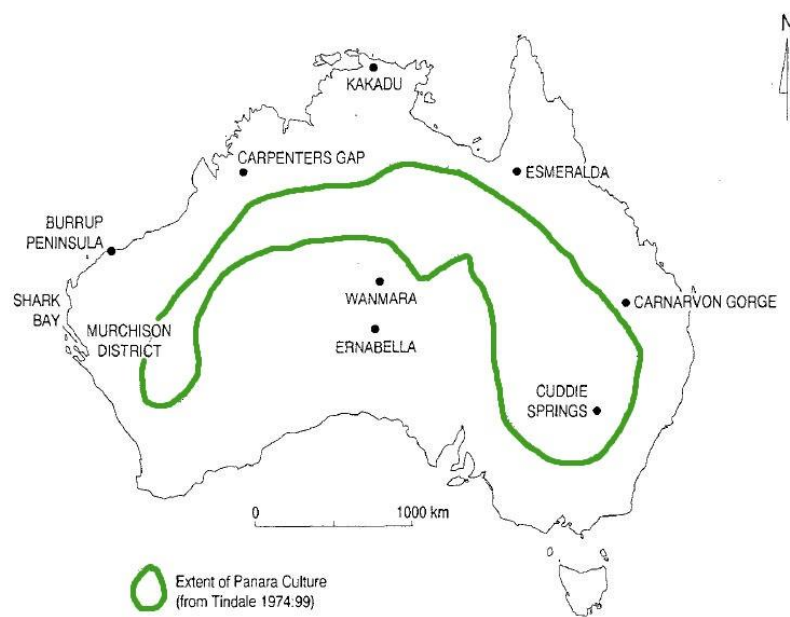 N
KAKADU
CARPENTERS GAP
ESMERALDA
BURRUP
PENINSULA
SHARK
BAY
WANMARA
CARNARVON GORGE
MURCHISON
DISTRICT
ERNABELLA
CUDDIE
SPRINGS
0
1000 km
Extent of Panara Culture
(from Tindale 1974:99)